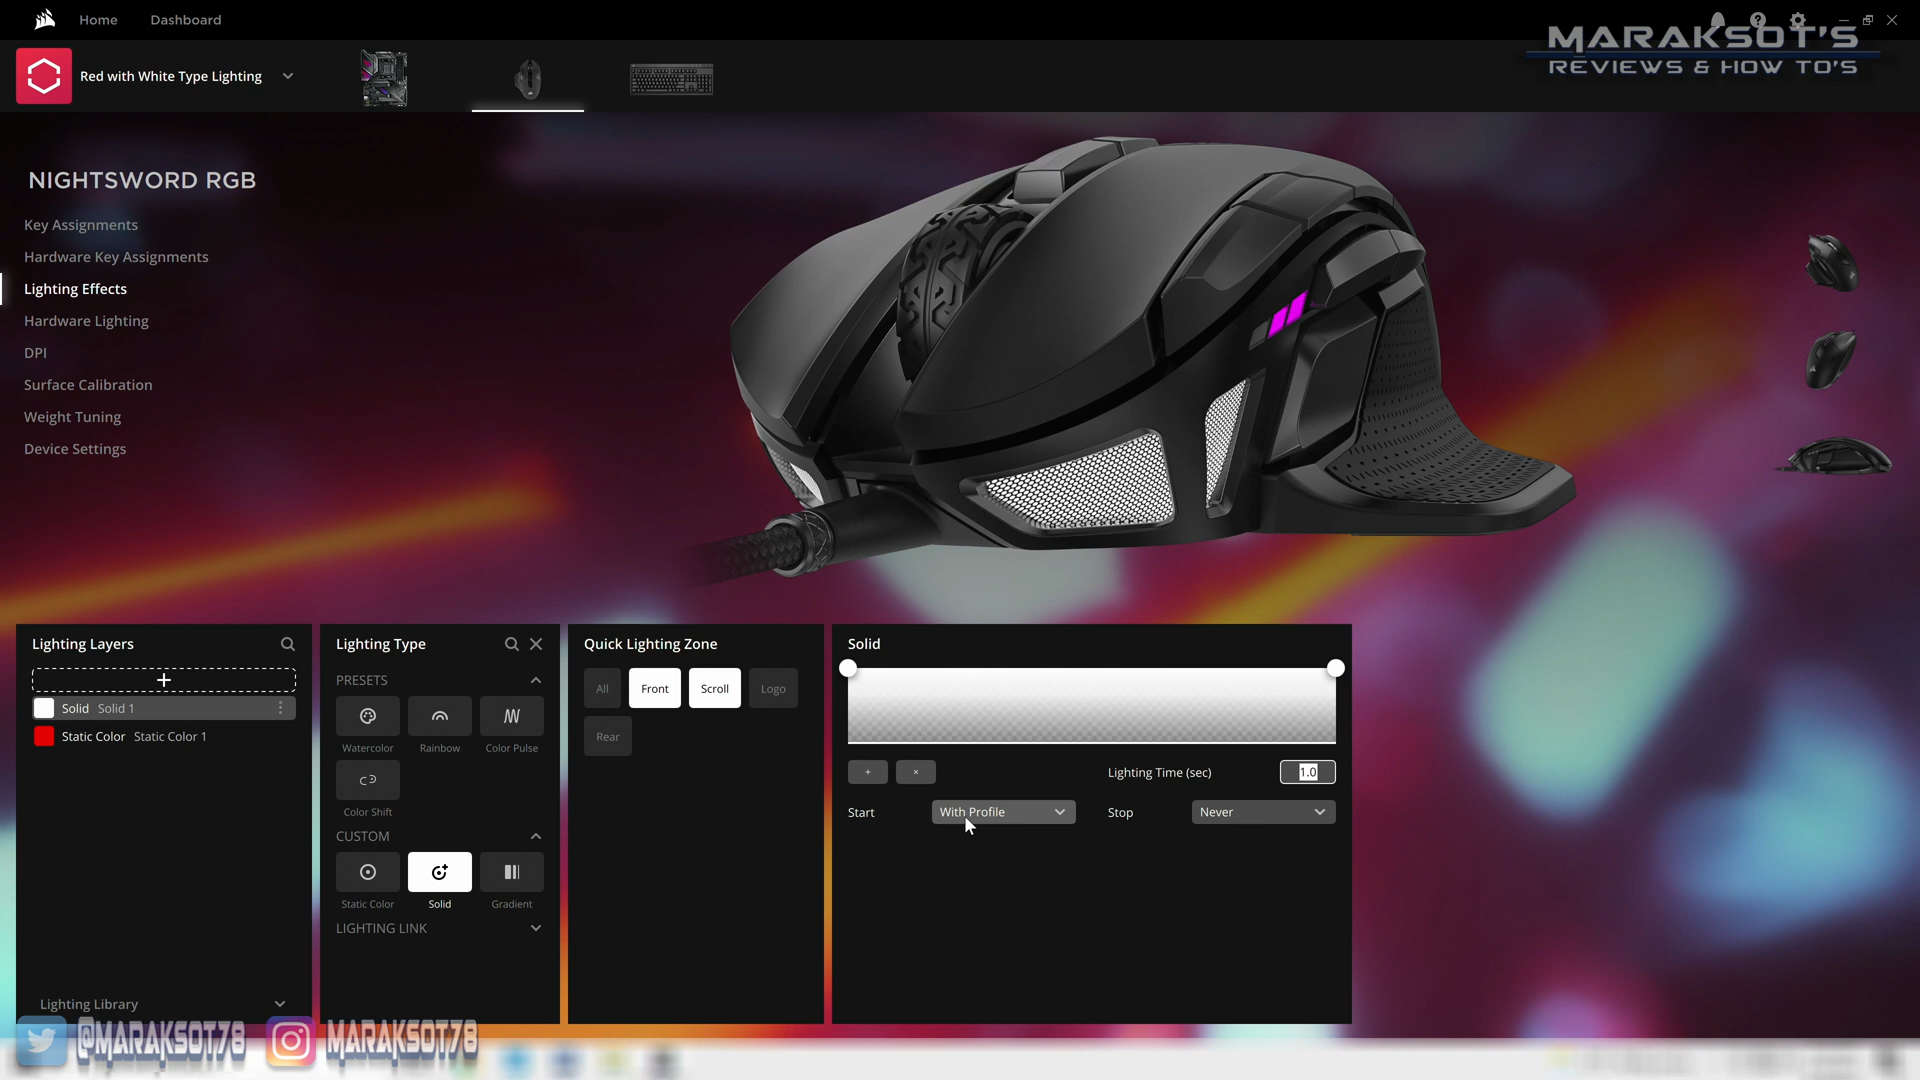 Home
Dashboard
MARAKSOT'S
REVIEWS & HOW TO'S
Red with White Type Lighting
NIGHTSWORD RGB
Key Assignments
Hardware Key Assignments
Lighting Effects
Hardware Lighting
DPI
Surface Calibration
Weight Tuning
Device Settings
Lighting Layers
Solid Solid 1
Static Color Static Color 1
Lighting Library
Lighting Type
PRESETS
Watercolor
Rainbow
Color Pulse
Color Shift
CUSTOM
Static Color
Solid
Gradient
LIGHTING LINK
Quick Lighting Zone
All
Front
Scroll
Logo
Rear
Solid
Lighting Time (sec)
1.0
Start
With Profile
Stop
Never
@MARAKSOT78
MARAKSOT78